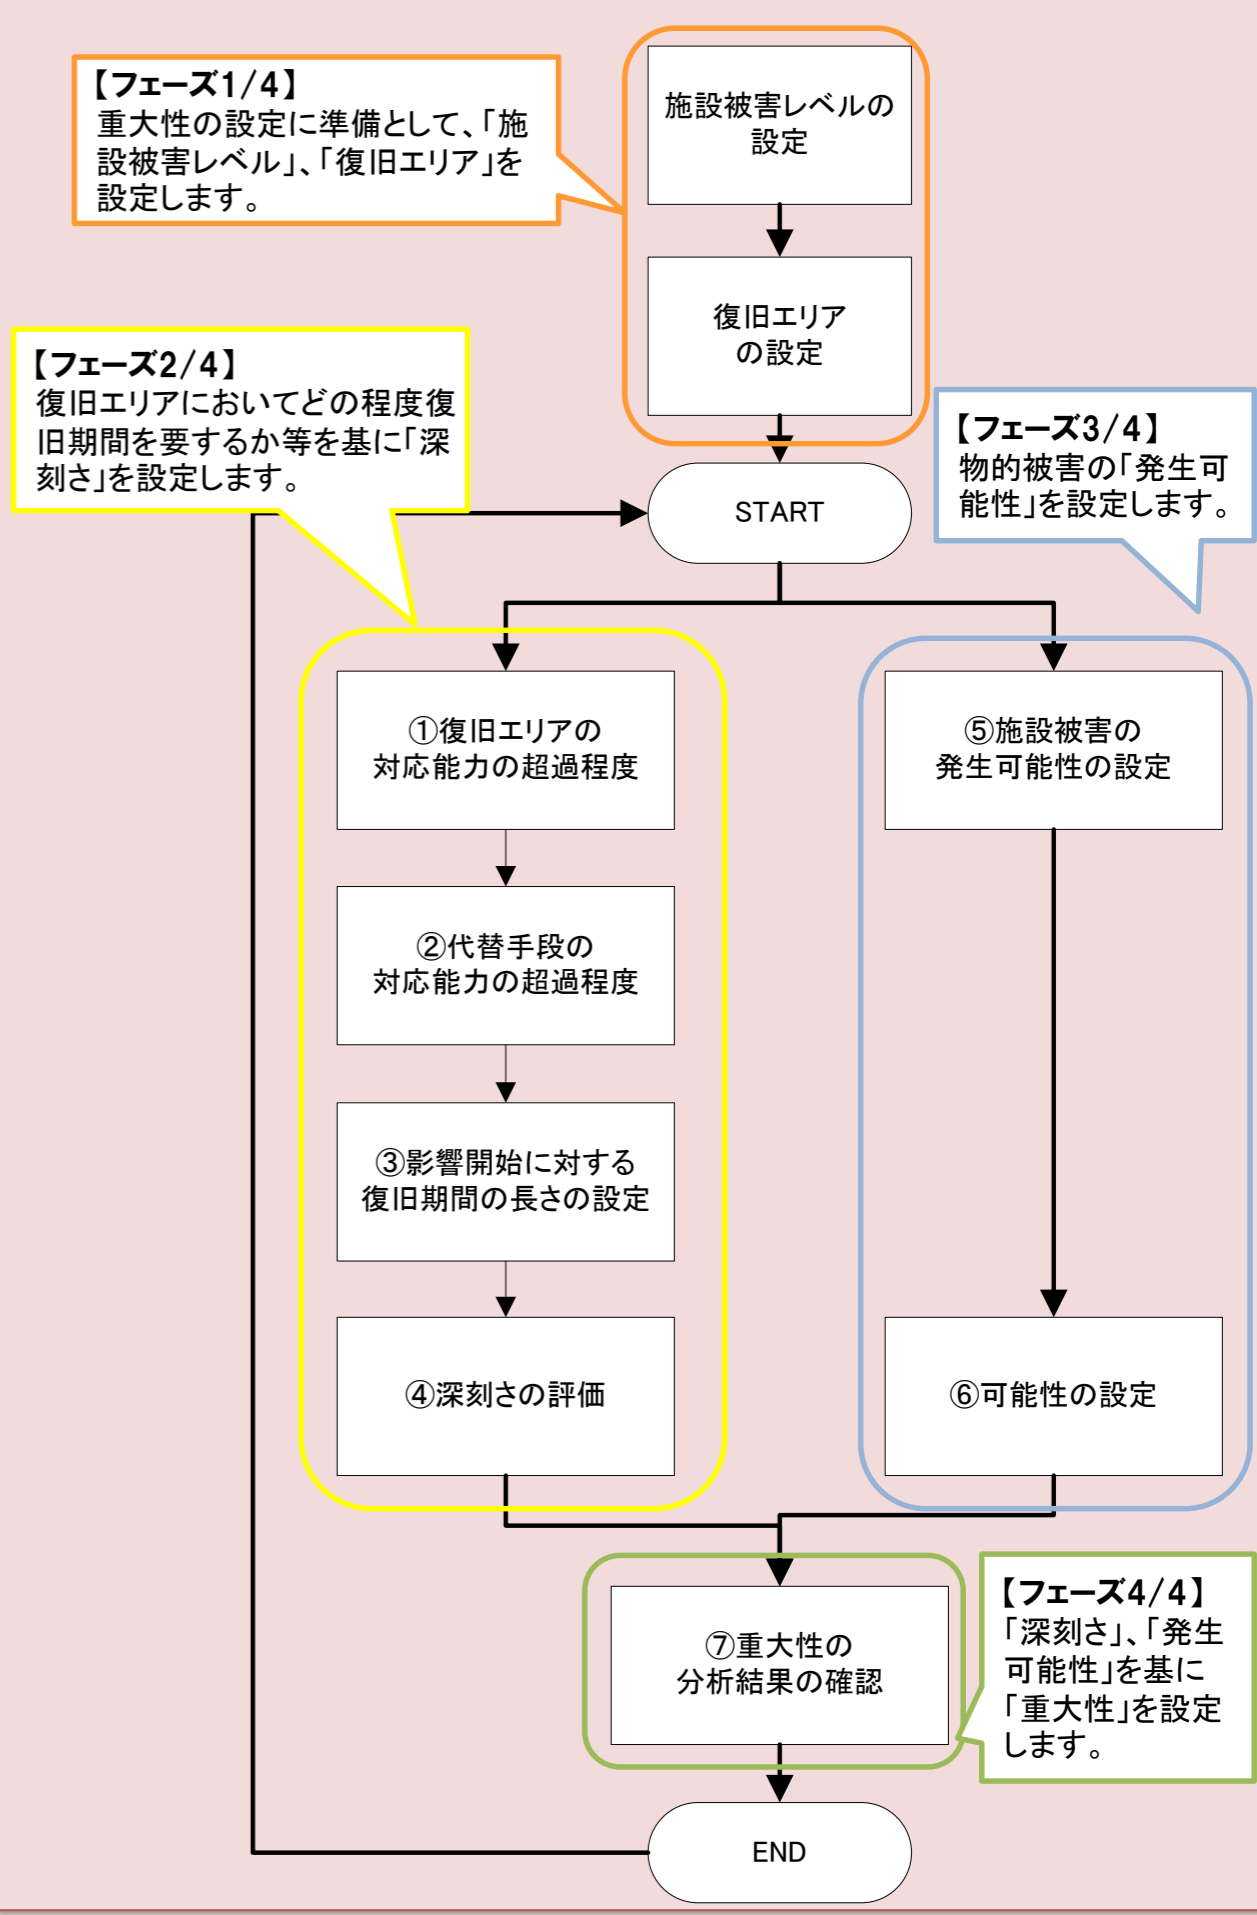 【フェーズ1/4】
重大性の設定に準備として、「施
設被害レベル」、「復旧エリア」を
設定します。
施設被害レベルの
設定
復旧エリア
の設定
【フェーズ2/4】
復旧エリアにおいてどの程度復
旧期間を要するか等を基に「深
刻さ」を設定します。
【フェーズ3/4】
物的被害の「発生可
能性」を設定します。
START
①復旧エリアの
対応能力の超過程度
⑤施設被害の
発生可能性の設定
②代替手段の
対応能力の超過程度
③影響開始に対する
復旧期間の長さの設定
④深刻さの評価
⑥可能性の設定
⑦重大性の
分析結果の確認
【フェーズ4/4】
「深刻さ」、「発生
可能性」を基に
「重大性」を設定
します。
END